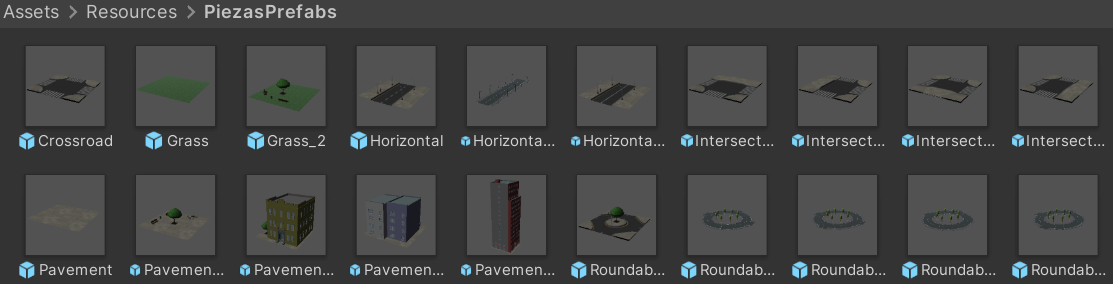 Assets > Resources > PiezasPrefabs
Crossroad Grass Grass_2 Horizontal Horizonta... Horizonta... Intersect... Intersect... Intersect... Intersect...
Pavement Pavemen... Pavemen... Pavemen... Pavemen... Roundab... Roundab... Roundab... Roundab... Roundab...